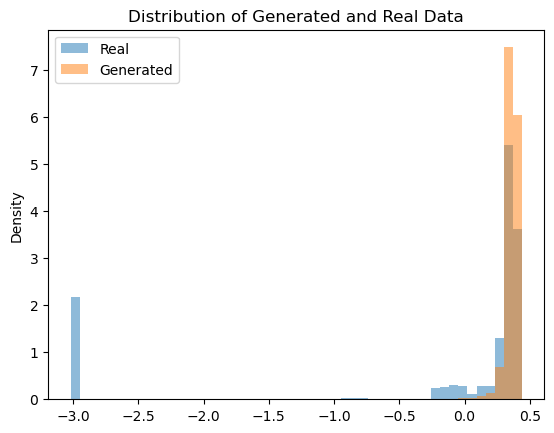 Distribution of Generated and Real Data
Real
Generated
Density
7
6
5
4
3
2
1
0
−3.0 −2.5 −2.0 −1.5 −1.0 −0.5 0.0 0.5